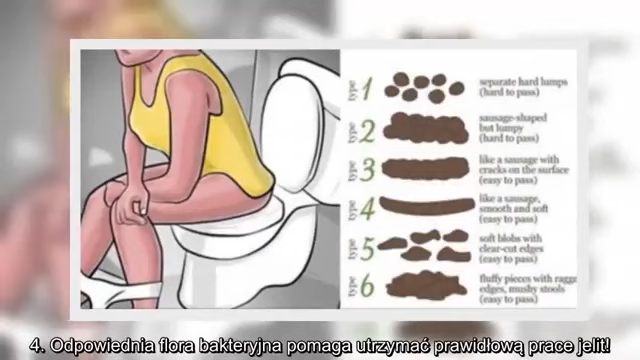 type 1 separate hard lumps
(hard to pass)
type 2 sausage-shaped
but lumpy
(hard to pass)
type 3 like a sausage with
cracks on the surface
(easy to pass)
type 4 like a sausage,
smooth and soft
(easy to pass)
type 5 soft blobs with
clear-cut edges
(easy to pass)
type 6 fluffy pieces with ragg
edges, mushy stools
(easy to pass)
4. Odpowiednia flora bakteryjna pomaga utrzymać prawidłową prace jelit!